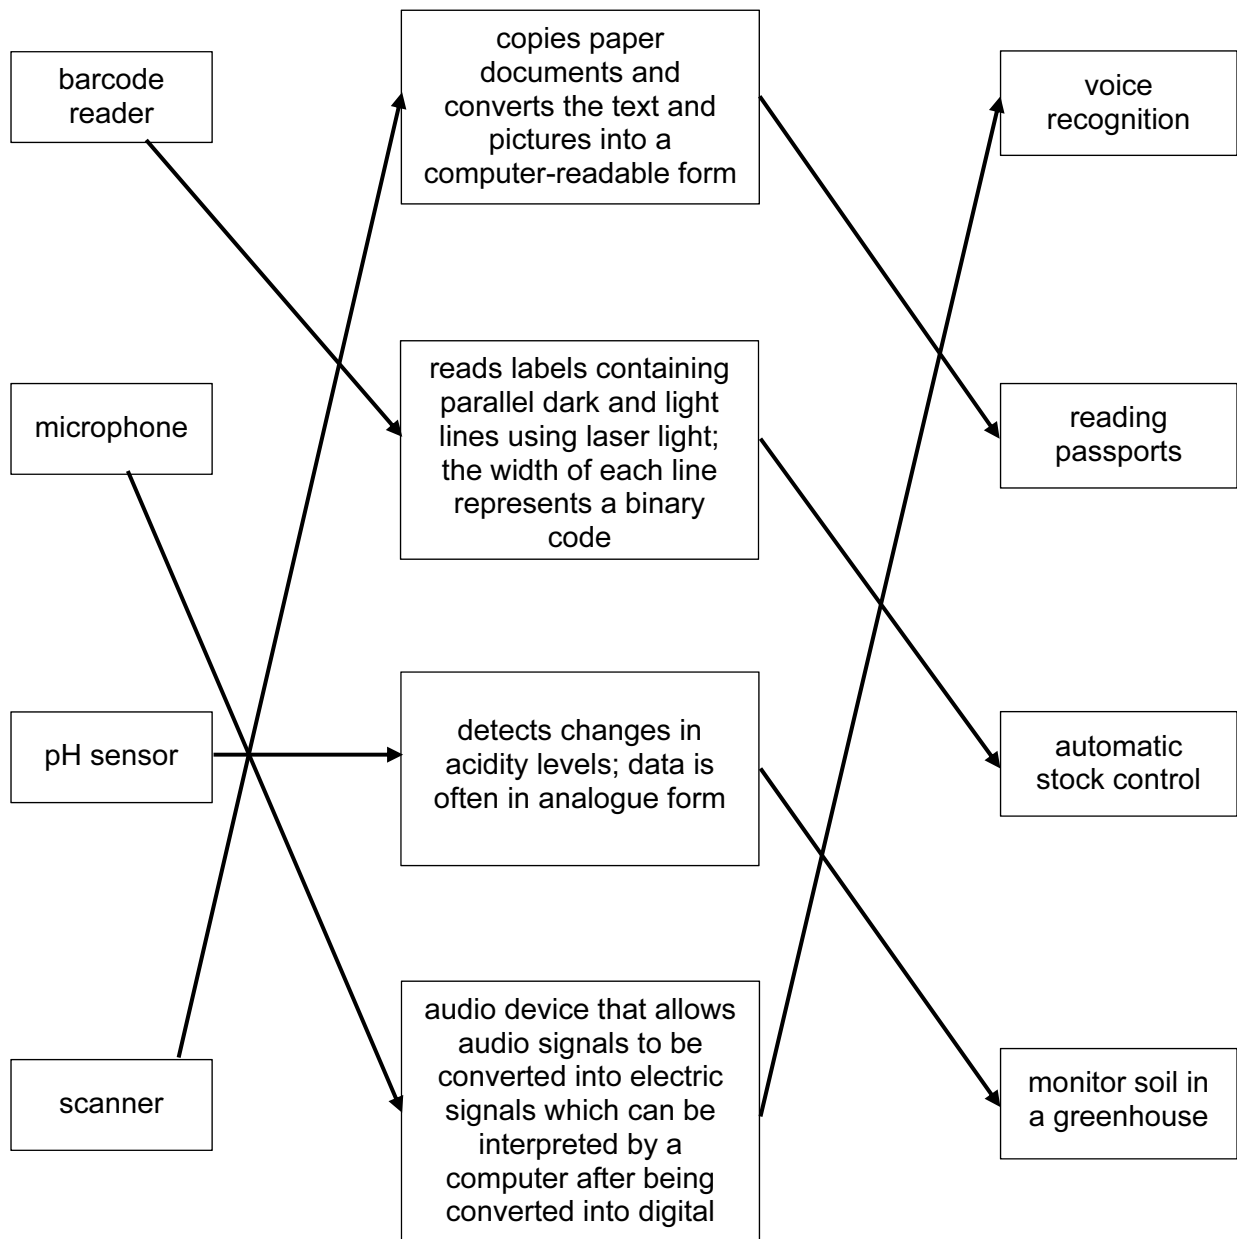 barcode
reader
microphone
pH sensor
scanner
copies paper
documents and
converts the text and
pictures into a
computer-readable form
reads labels containing
parallel dark and light
lines using laser light;
the width of each line
represents a binary
code
detects changes in
acidity levels; data is
often in analogue form
audio device that allows
audio signals to be
converted into electric
signals which can be
interpreted by a
computer after being
converted into digital
voice
recognition
reading
passports
automatic
stock control
monitor soil in
a greenhouse